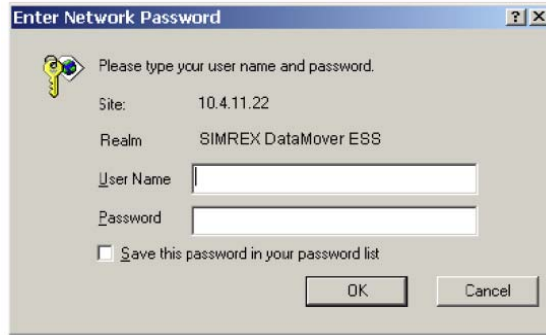 Enter Network Password
Please type your user name and password.
Site: 10.4.11.22
Realm SIMREX DataMover ESS
User Name
Password
Save this password in your password list
OK Cancel